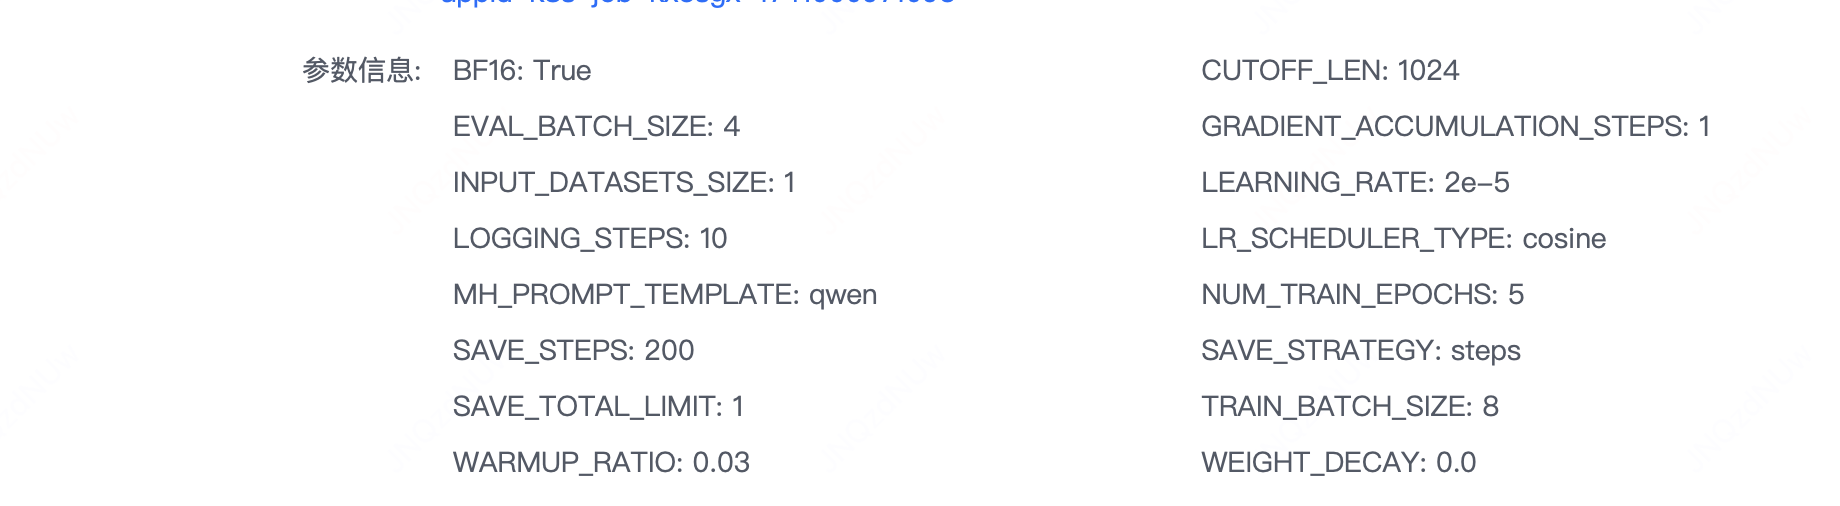 参数信息: BF16: True CUTOFF_LEN: 1024
EVAL_BATCH_SIZE: 4 GRADIENT_ACCUMULATION_STEPS: 1
INPUT_DATASETS_SIZE: 1 LEARNING_RATE: 2e-5
LOGGING_STEPS: 10 LR_SCHEDULER_TYPE: cosine
MH_PROMPT_TEMPLATE: qwen NUM_TRAIN_EPOCHS: 5
SAVE_STEPS: 200 SAVE_STRATEGY: steps
SAVE_TOTAL_LIMIT: 1 TRAIN_BATCH_SIZE: 8
WARMUP_RATIO: 0.03 WEIGHT_DECAY: 0.0